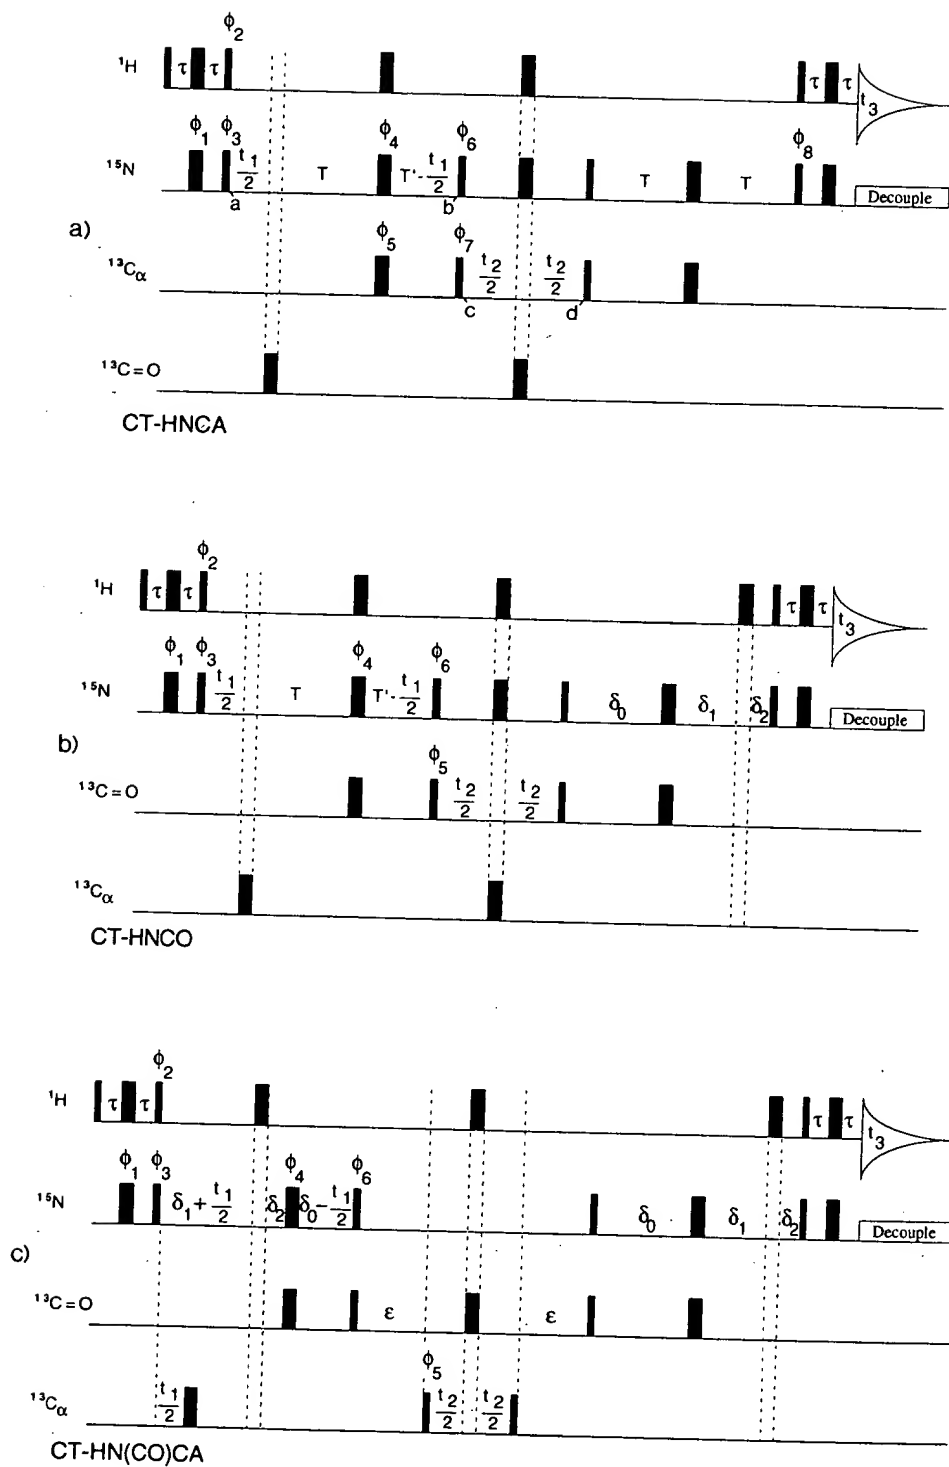 ϕ2
¹H τ τ τ τ t3
ϕ1 ϕ3 ϕ4 ϕ6 ϕ8
¹⁵N t1/2 T T'-t1/2 T T Decouple
a b
a)
ϕ5 ϕ7
¹³Cα t2/2 t2/2
c d
¹³C=O
CT-HNCA
ϕ2
¹H τ τ τ τ t3
ϕ1 ϕ3 ϕ4 ϕ6
¹⁵N t1/2 T T'-t1/2 δ0 δ1 δ2 Decouple
b)
ϕ5
¹³C=O t2/2 t2/2
¹³Cα
CT-HNCO
ϕ2
¹H τ τ τ τ t3
ϕ1 ϕ3 ϕ4 ϕ6
¹⁵N δ1+t1/2 δ2 δ0-t1/2 δ0 δ1 δ2 Decouple
c)
¹³C=O ε ε
ϕ5
¹³Cα t1/2 t2/2 t2/2
CT-HN(CO)CA